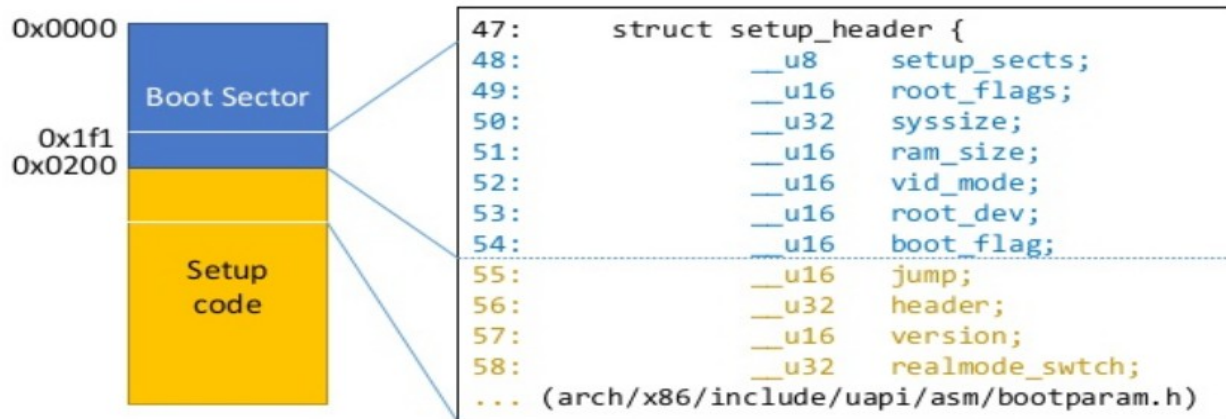 0x0000
Boot Sector
0x1f1
0x0200
Setup
code
47: struct setup_header {
48: __u8 setup_sects;
49: __u16 root_flags;
50: __u32 syssize;
51: __u16 ram_size;
52: __u16 vid_mode;
53: __u16 root_dev;
54: __u16 boot_flag;
55: __u16 jump;
56: __u32 header;
57: __u16 version;
58: __u32 realmode_swtch;
... (arch/x86/include/uapi/asm/bootparam.h)